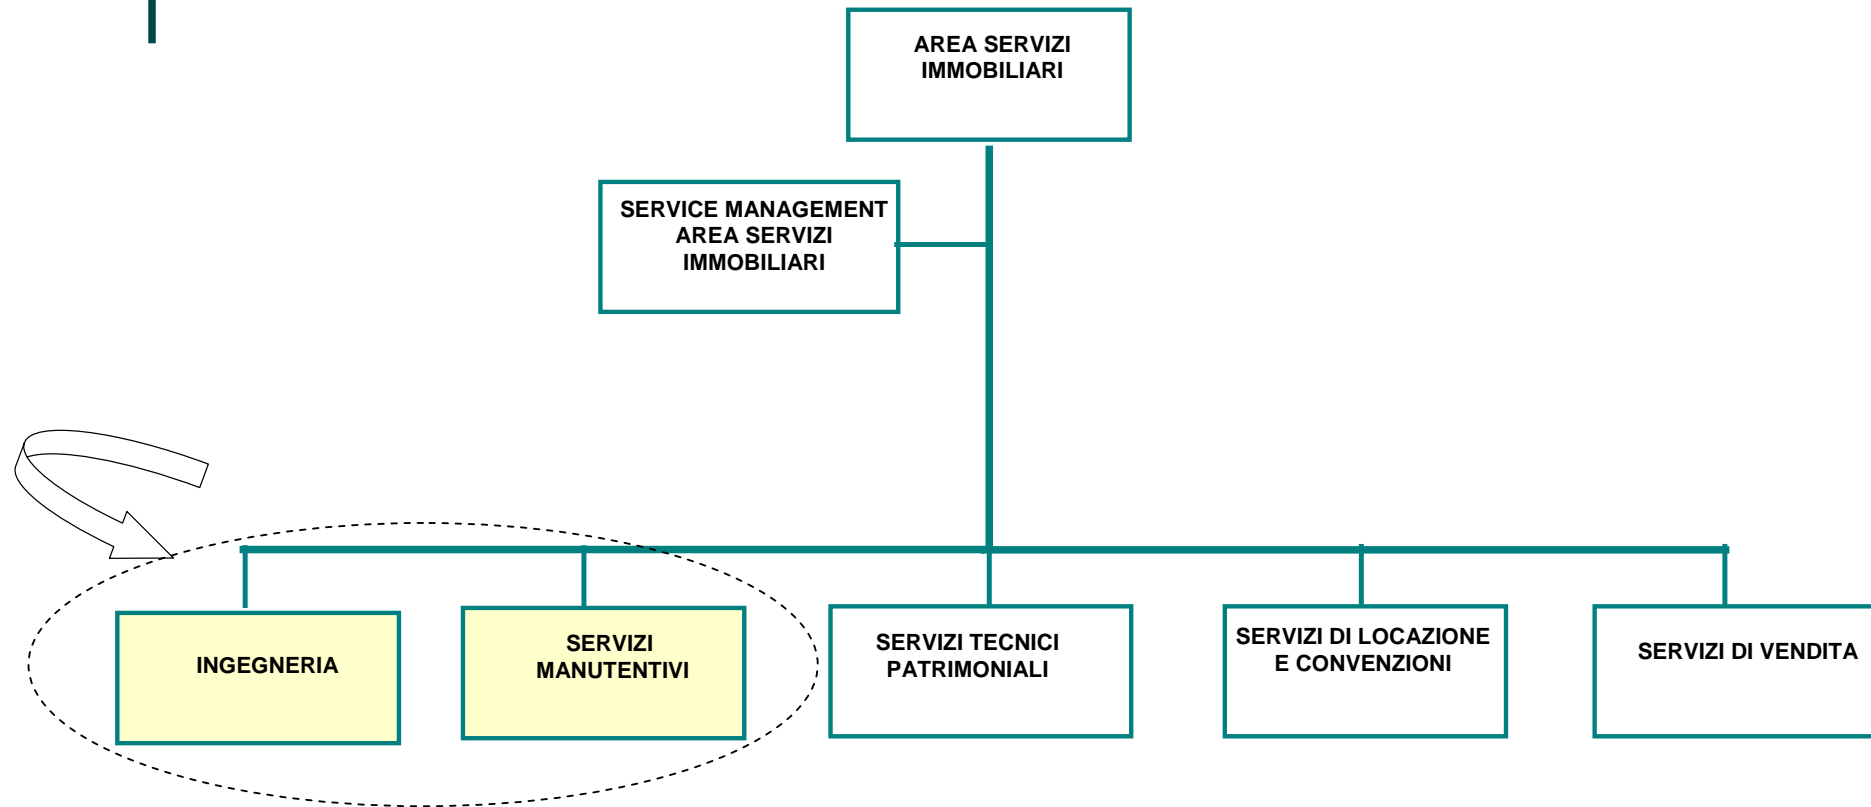 AREA SERVIZI
IMMOBILIARI
SERVICE MANAGEMENT
AREA SERVIZI
IMMOBILIARI
INGEGNERIA
SERVIZI
MANUTENTIVI
SERVIZI TECNICI
PATRIMONIALI
SERVIZI DI LOCAZIONE
E CONVENZIONI
SERVIZI DI VENDITA